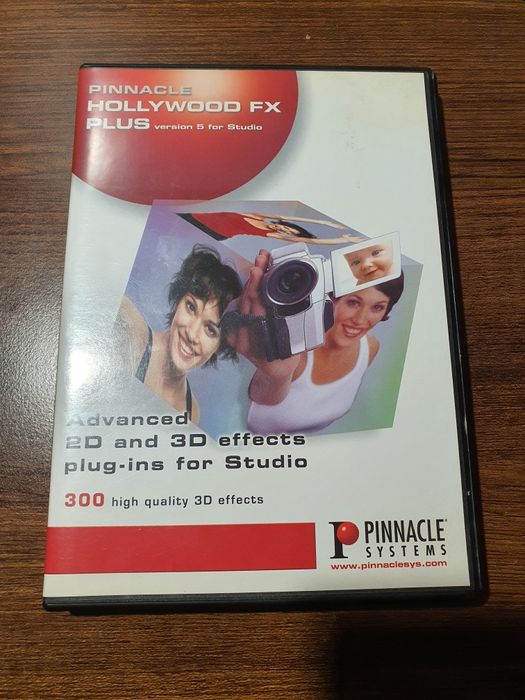 PINNACLE
HOLLYWOOD FX
PLUS version 5 for Studio
Advanced
2D and 3D effects
plug-ins for Studio
300 high quality 3D effects
PINNACLE
SYSTEMS
www.pinnaclesys.com